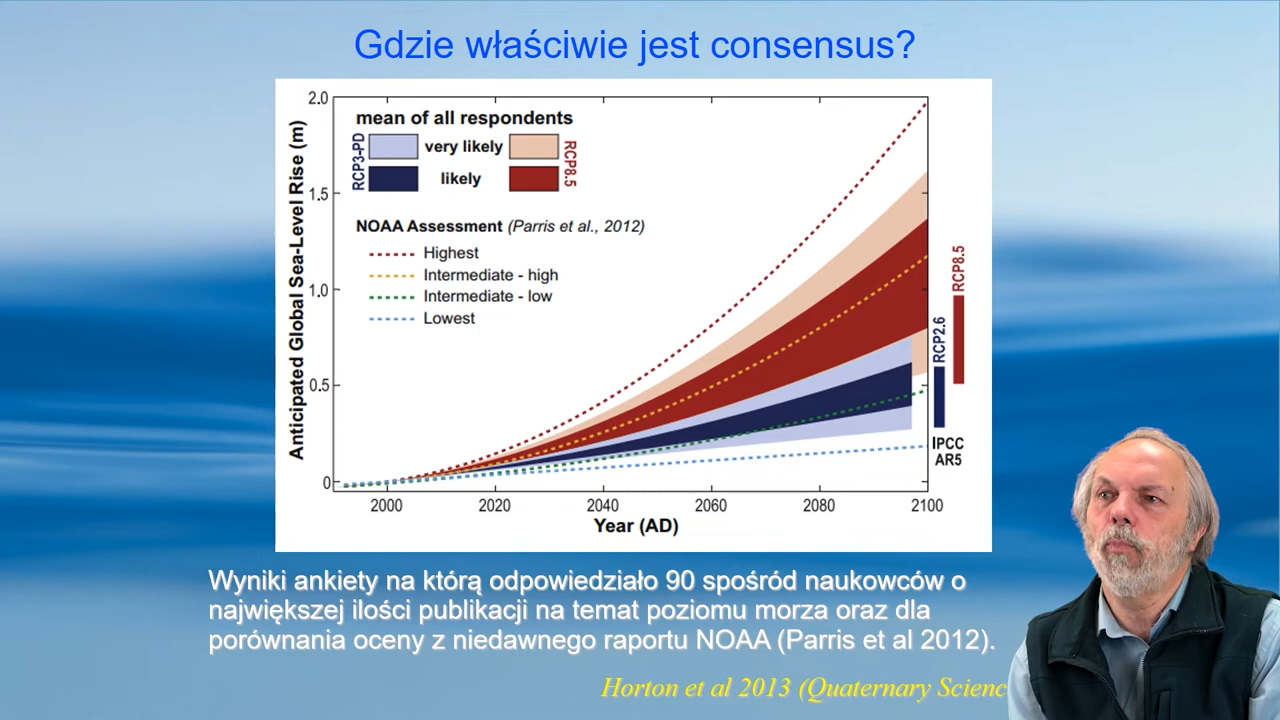 Gdzie właściwie jest consensus?
2.0
1.5
1.0
0.5
0
Anticipated Global Sea-Level Rise (m)
mean of all respondents
RCP3-PD
very likely
likely
RCP8.5
NOAA Assessment (Parris et al., 2012)
Highest
Intermediate - high
Intermediate - low
Lowest
RCP8.5
RCP2.6
IPCC
AR5
2000 2020 2040 2060 2080 2100
Year (AD)
Wyniki ankiety na którą odpowiedziało 90 spośród naukowców o
największej ilości publikacji na temat poziomu morza oraz dla
porównania oceny z niedawnego raportu NOAA (Parris et al 2012).
Horton et al 2013 (Quaternary Scienc